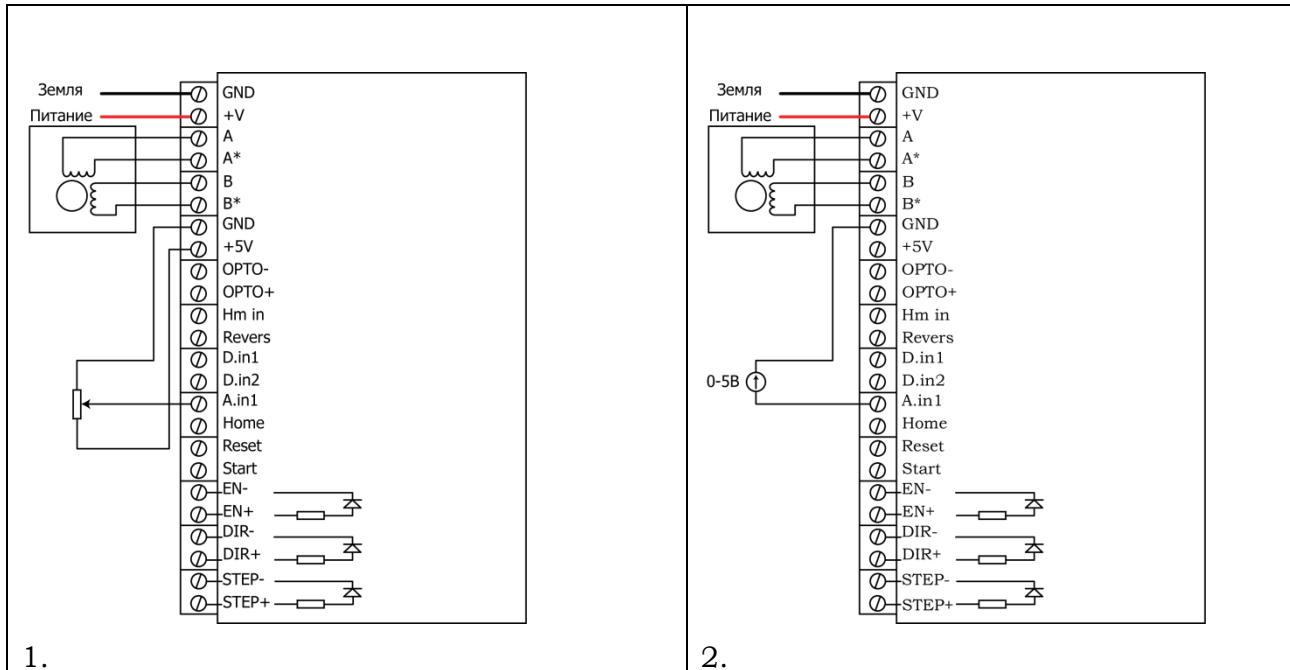 Земля
Питание
GND
+V
A
A*
B
B*
GND
+5V
OPTO-
OPTO+
Hm in
Revers
D.in1
D.in2
A.in1
Home
Reset
Start
EN-
EN+
DIR-
DIR+
STEP-
STEP+
1.
Земля
Питание
GND
+V
A
A*
B
B*
GND
+5V
OPTO-
OPTO+
Hm in
Revers
D.in1
D.in2
0-5В
A.in1
Home
Reset
Start
EN-
EN+
DIR-
DIR+
STEP-
STEP+
2.